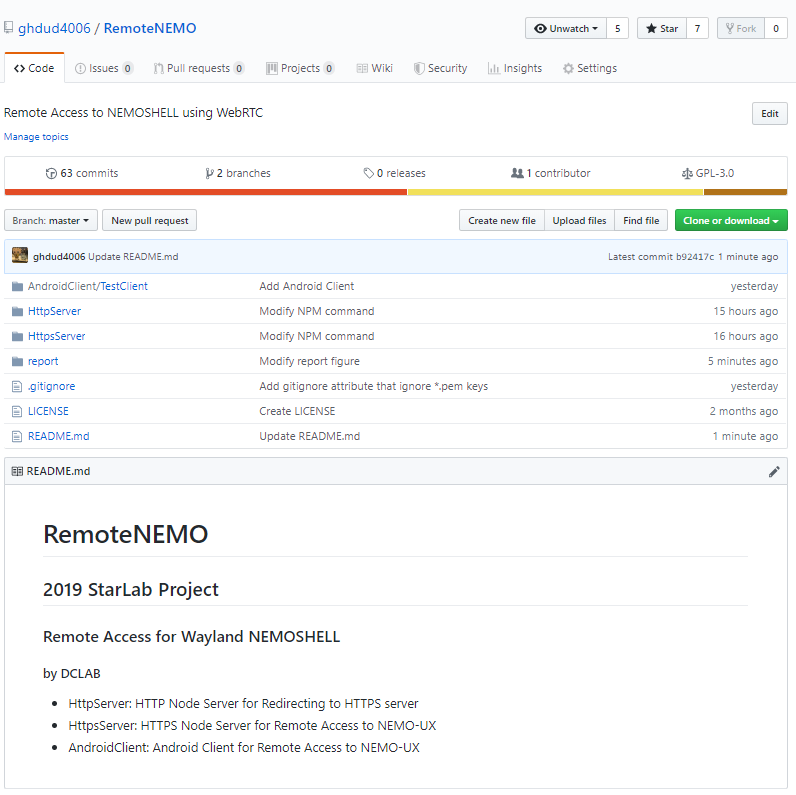 ghdud4006 / RemoteNEMO
Unwatch 5 Star 7 Fork 0
Code Issues 0 Pull requests 0 Projects 0 Wiki Security Insights Settings
Remote Access to NEMOSHELL using WebRTC Edit
Manage topics
63 commits 2 branches 0 releases 1 contributor GPL-3.0
Branch: master New pull request Create new file Upload files Find file Clone or download
ghdud4006 Update README.md Latest commit b92417c 1 minute ago
AndroidClient/TestClient Add Android Client yesterday
HttpServer Modify NPM command 15 hours ago
HttpsServer Modify NPM command 16 hours ago
report Modify report figure 5 minutes ago
.gitignore Add gitignore attribute that ignore *.pem keys yesterday
LICENSE Create LICENSE 2 months ago
README.md Update README.md 1 minute ago
README.md
RemoteNEMO
2019 StarLab Project
Remote Access for Wayland NEMOSHELL
by DCLAB
• HttpServer: HTTP Node Server for Redirecting to HTTPS server
• HttpsServer: HTTPS Node Server for Remote Access to NEMO-UX
• AndroidClient: Android Client for Remote Access to NEMO-UX